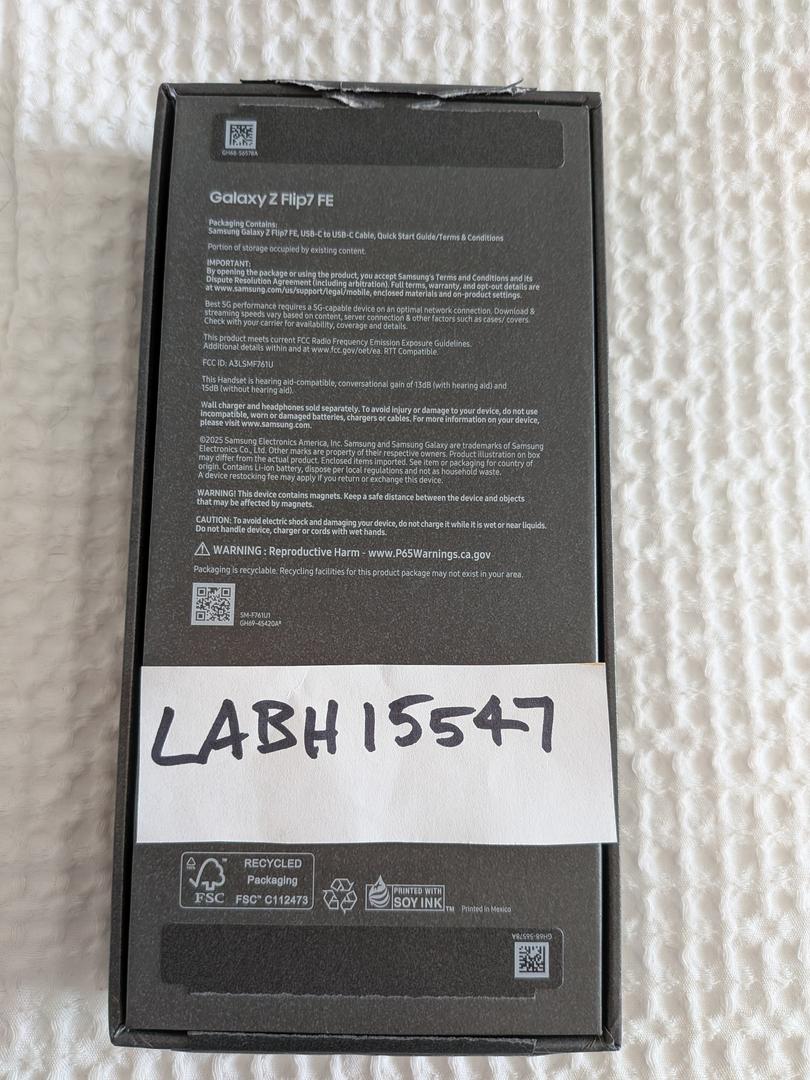 GH68-56578A
Galaxy Z Flip7 FE
Packaging Contains:
Samsung Galaxy Z Flip7 FE, USB-C to USB-C Cable, Quick Start Guide/Terms & Conditions
Portion of storage occupied by existing content.
IMPORTANT:
By opening the package or using the product, you accept Samsung's Terms and Conditions and its
Dispute Resolution Agreement (including arbitration). Full terms, warranty, and opt-out details are
at www.samsung.com/us/support/legal/mobile, enclosed materials and on-product settings.
Best 5G performance requires a 5G-capable device on an optimal network connection. Download &
streaming speeds vary based on content, server connection & other factors such as cases/ covers.
Check with your carrier for availability, coverage and details.
This product meets current FCC Radio Frequency Emission Exposure Guidelines.
Additional details within and at www.fcc.gov/oet/ea. RTT Compatible.
FCC ID: A3LSMF761U
This Handset is hearing aid-compatible, conversational gain of 13dB (with hearing aid) and
15dB (without hearing aid).
Wall charger and headphones sold separately. To avoid injury or damage to your device, do not use
incompatible, worn or damaged batteries, chargers or cables. For more information on your device,
please visit www.samsung.com.
©2025 Samsung Electronics America, Inc. Samsung and Samsung Galaxy are trademarks of Samsung
Electronics Co., Ltd. Other marks are property of their respective owners. Product illustration on box
may differ from the actual product. Enclosed items imported. See item or packaging for country of
origin. Contains Li-ion battery, dispose per local regulations and not as household waste.
A device restocking fee may apply if you return or exchange this device.
WARNING! This device contains magnets. Keep a safe distance between the device and objects
that may be affected by magnets.
CAUTION: To avoid electric shock and damaging your device, do not charge it while it is wet or near liquids.
Do not handle device, charger or cords with wet hands.
WARNING : Reproductive Harm - www.P65Warnings.ca.gov
Packaging is recyclable. Recycling facilities for this product package may not exist in your area.
SM-F761U1
GH69-45420A
LABH15547
RECYCLED
Packaging
FSC™ C112473
FSC
PRINTED WITH
SOY INK TM
Printed in Mexico
GH68-56578A